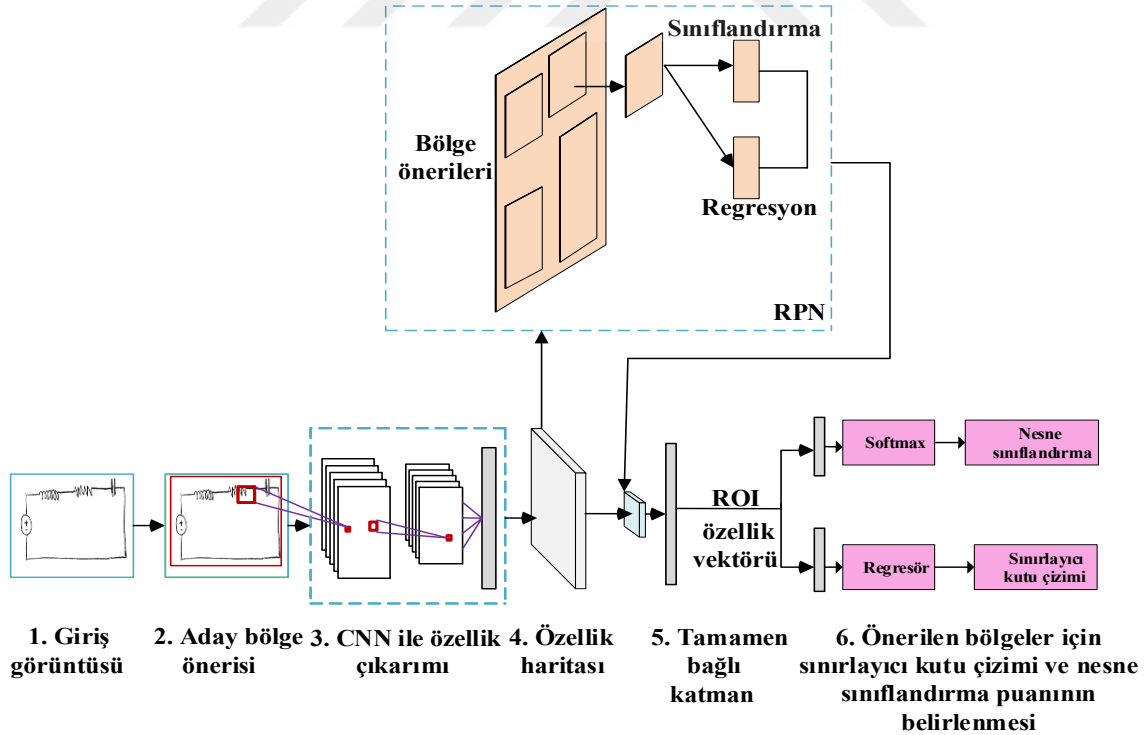 Sınıflandırma
Bölge
önerileri
Regresyon
RPN
ROI
özellik
vektörü
Softmax
Nesne
sınıflandırma
Regresör
Sınırlayıcı
kutu çizimi
1. Giriş
görüntüsü
2. Aday bölge
önerisi
3. CNN ile özellik
çıkarımı
4. Özellik
haritası
5. Tamamen
bağlı
katman
6. Önerilen bölgeler için
sınırlayıcı kutu çizimi ve nesne
sınıflandırma puanının
belirlenmesi